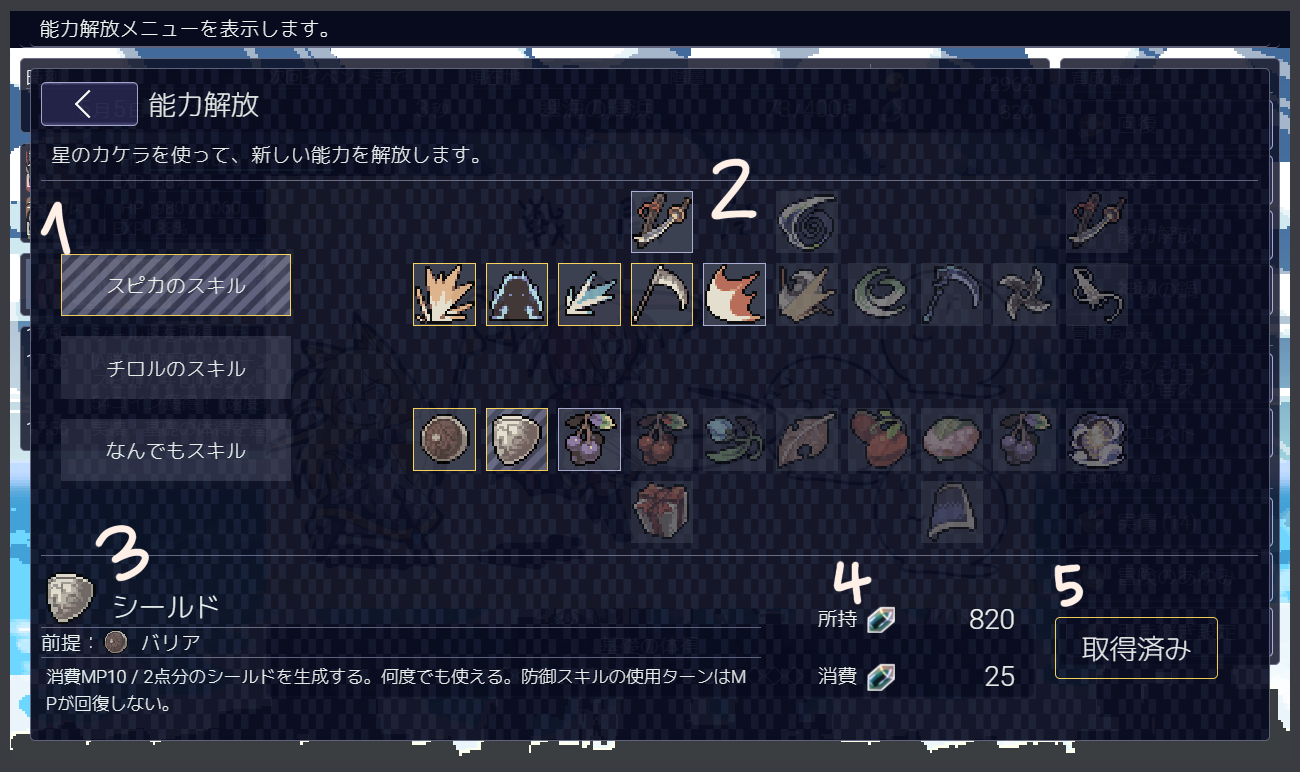 能力解放メニューを表示します。
能力解放
星のカケラを使って、新しい能力を解放します。
1
2
スピカのスキル
チロルのスキル
なんでもスキル
3
シールド
前提： バリア
消費MP10 / 2点分のシールドを生成する。何度でも使える。防御スキルの使用ターンはM
Pが回復しない。
4
所持 820
消費 25
5
取得済み